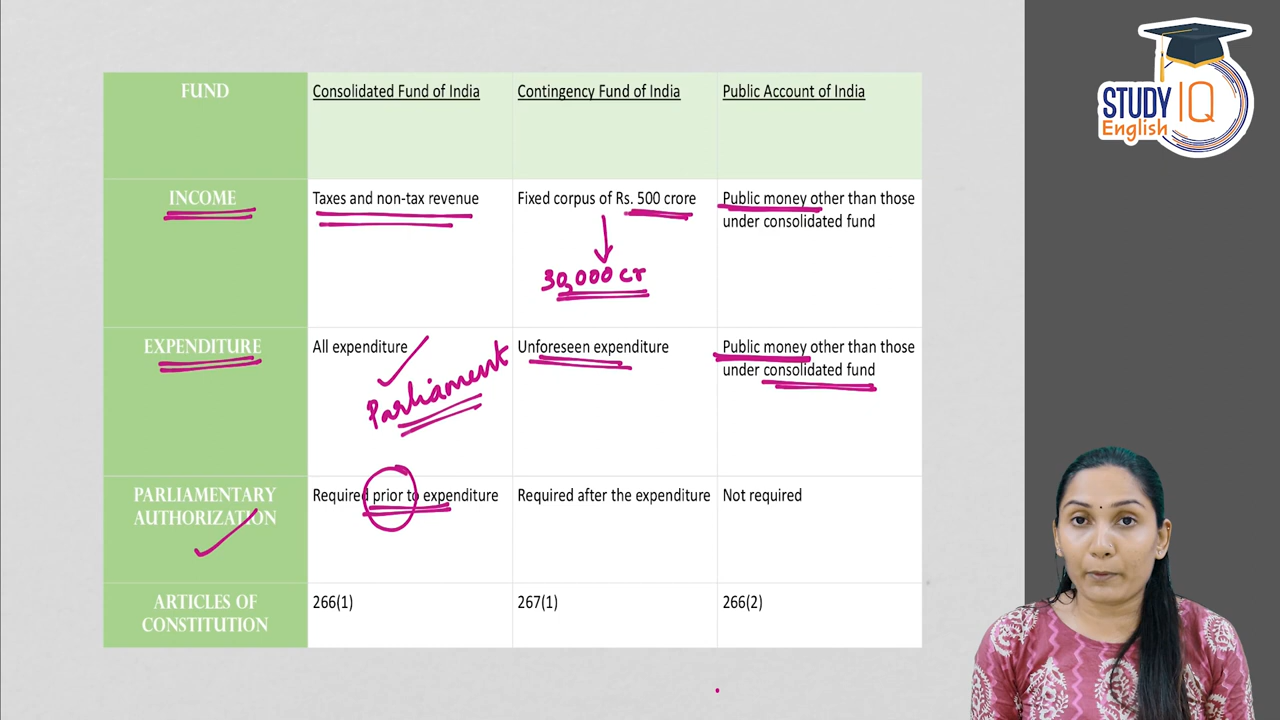 STUDY IQ
English
FUND
Consolidated Fund of India
Contingency Fund of India
Public Account of India
INCOME
Taxes and non-tax revenue
Fixed corpus of Rs. 500 crore
30,000 cr
Public money other than those
under consolidated fund
EXPENDITURE
All expenditure
Parliament
Unforeseen expenditure
Public money other than those
under consolidated fund
PARLIAMENTARY
AUTHORIZATION
Required prior to expenditure
Required after the expenditure
Not required
ARTICLES OF
CONSTITUTION
266(1)
267(1)
266(2)